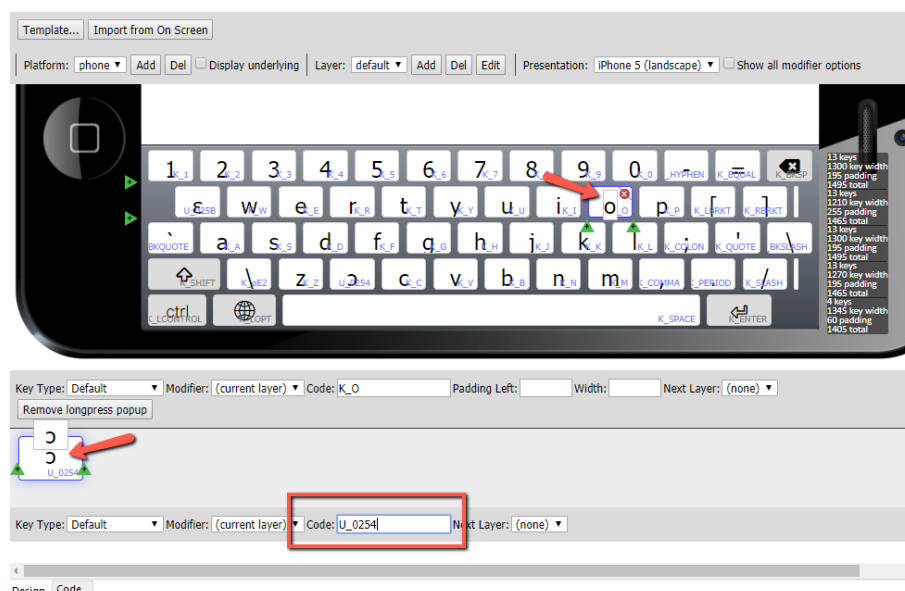 Template... Import from On Screen
Platform: phone Add Del Display underlying Layer: default Add Del Edit Presentation: iPhone 5 (landscape) Show all modifier options
1 K_1 2 K_2 3 K_3 4 K_4 5 K_5 6 K_6 7 K_7 8 9 K_9 0 K_0 HYPHEN = K_EQUAL K_BKSP
ɛ U_025B w K_W e K_E r K_R t K_T y K_Y u K_U i K_I o p K_P [ K_LBRKT ] K_RBRKT
` BKQUOTE a K_A s K_S d K_D f K_F g K_G h K_H j K_J k K_K l K_L ; K_COLON ' K_QUOTE \ BKSLASH
K_SHIFT \ K_oE2 z K_Z ɔ U_0254 c K_C v K_V b K_B n K_N m K_M , K_COMMA . K_PERIOD / K_SLASH
ctrl K_LCONTROL K_SPACE K_ENTER
13 keys
1300 key width
195 padding
1495 total
13 keys
1210 key width
255 padding
1465 total
13 keys
1300 key width
195 padding
1495 total
13 keys
1270 key width
195 padding
1465 total
4 keys
1345 key width
60 padding
1405 total
Key Type: Default Modifier: (current layer) Code: K_O Padding Left: Width: Next Layer: (none)
Remove longpress popup
ɔ
ɔ
U_0254
Key Type: Default Modifier: (current layer) Code: U_0254 Next Layer: (none)
Design Code